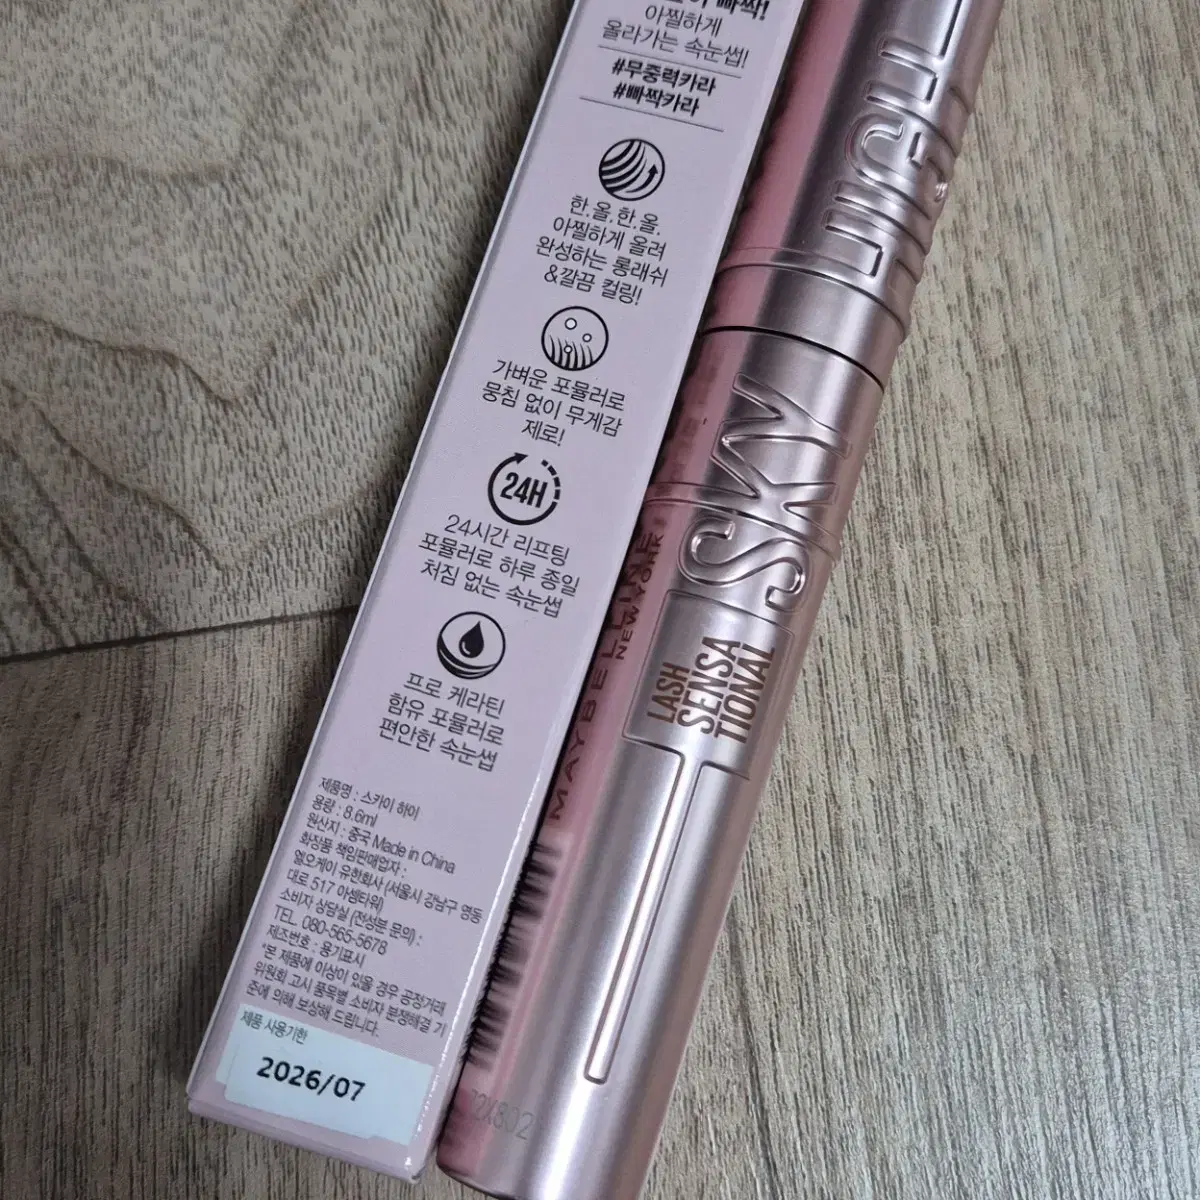 빠짝!
아찔하게
올라가는 속눈썹!
#무중력카라
#빠짝카라
한.올.한.올.
아찔하게 올려
완성하는 롱래쉬
&깔끔 컬링!
가벼운 포뮬러로
뭉침 없이 무게감
제로!
24H
24시간 리프팅
포뮬러로 하루 종일
처짐 없는 속눈썹
프로 케라틴
함유 포뮬러로
편안한 속눈썹
제품명 : 스카이 하이
용량 : 8.6ml
원산지 : 중국 Made in China
화장품 책임판매업자 :
엘오케이 유한회사 (서울시 강남구 영동
대로 517 아셈타워)
소비자 상담실 (전성분 문의) :
TEL. 080-565-5678
제조번호 : 용기표시
*본 제품에 이상이 있을 경우 공정거래
위원회 고시 품목별 소비자 분쟁해결 기
준에 의해 보상해 드립니다.
제품 사용기한
2026/07
MAYBELLINE
NEW YORK
LASH
SENSA
TIONAL
SKY
HIGH